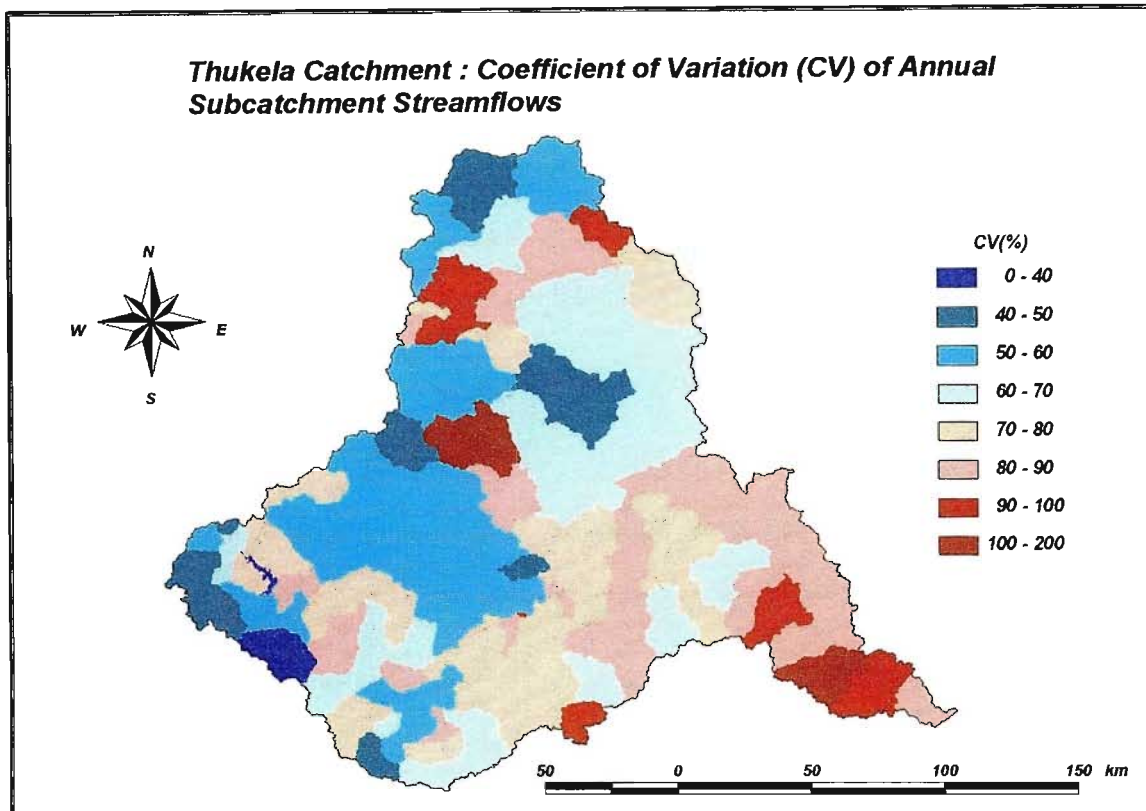 Thukela Catchment : Coefficient of Variation (CV) of Annual
Subcatchment Streamflows
N
W
E
S
CV(%)
0 - 40
40 - 50
50 - 60
60 - 70
70 - 80
80 - 90
90 - 100
100 - 200
50 0 50 100 150 km